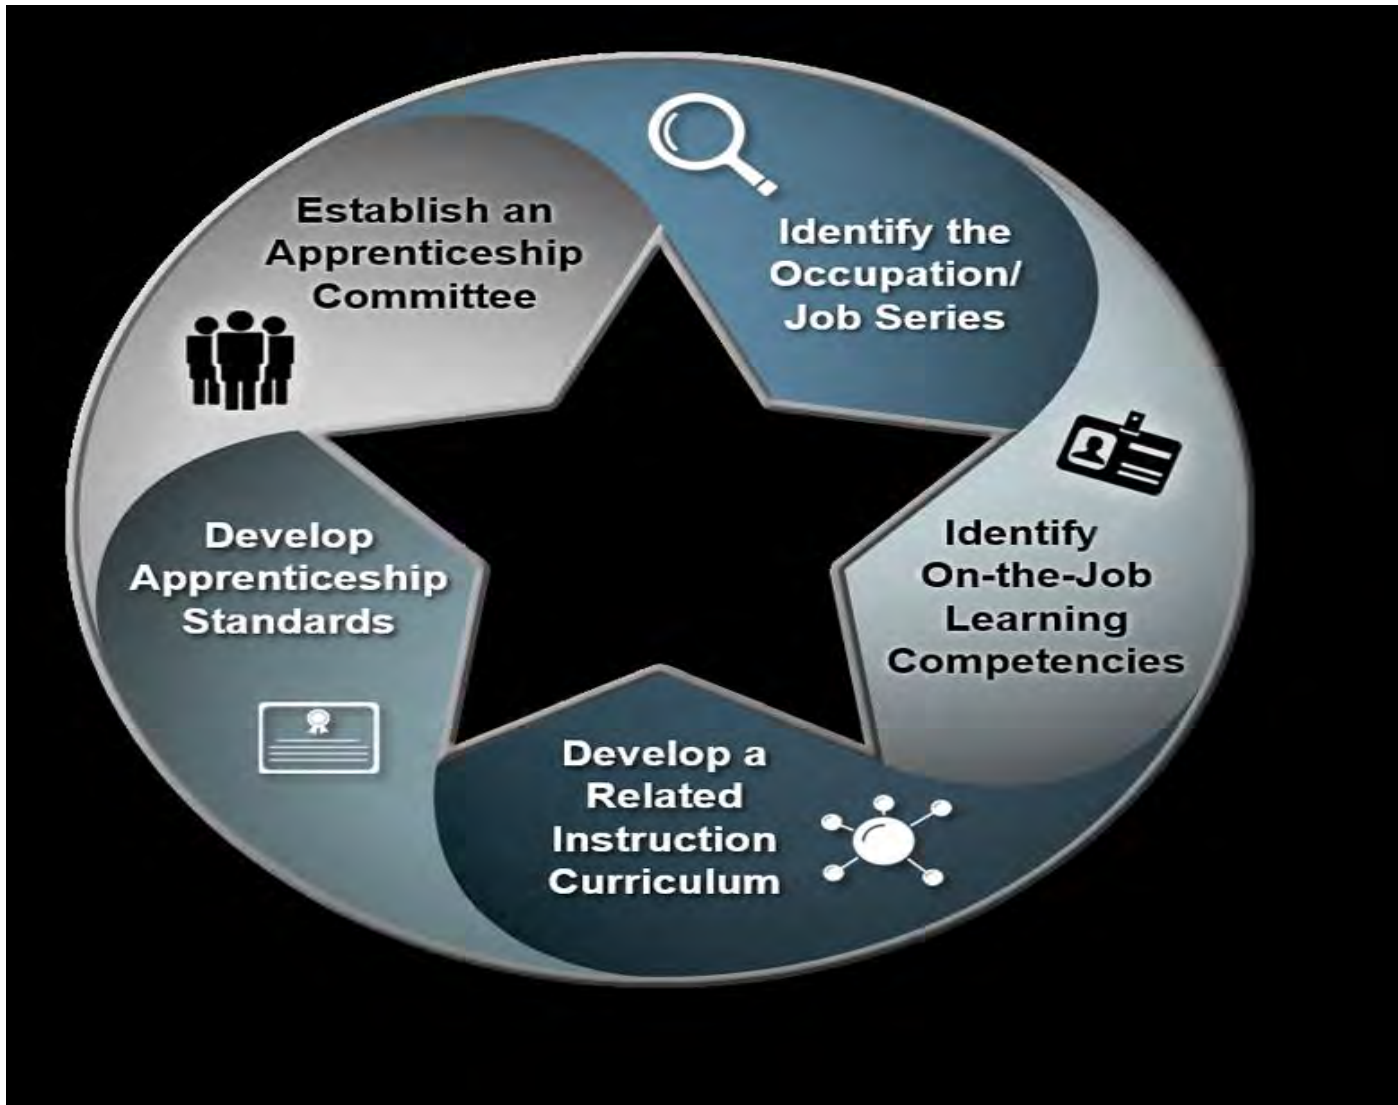 Establish an
Apprenticeship
Committee
Identify the
Occupation/
Job Series
Identify
On-the-Job
Learning
Competencies
Develop a
Related
Instruction
Curriculum
Develop
Apprenticeship
Standards